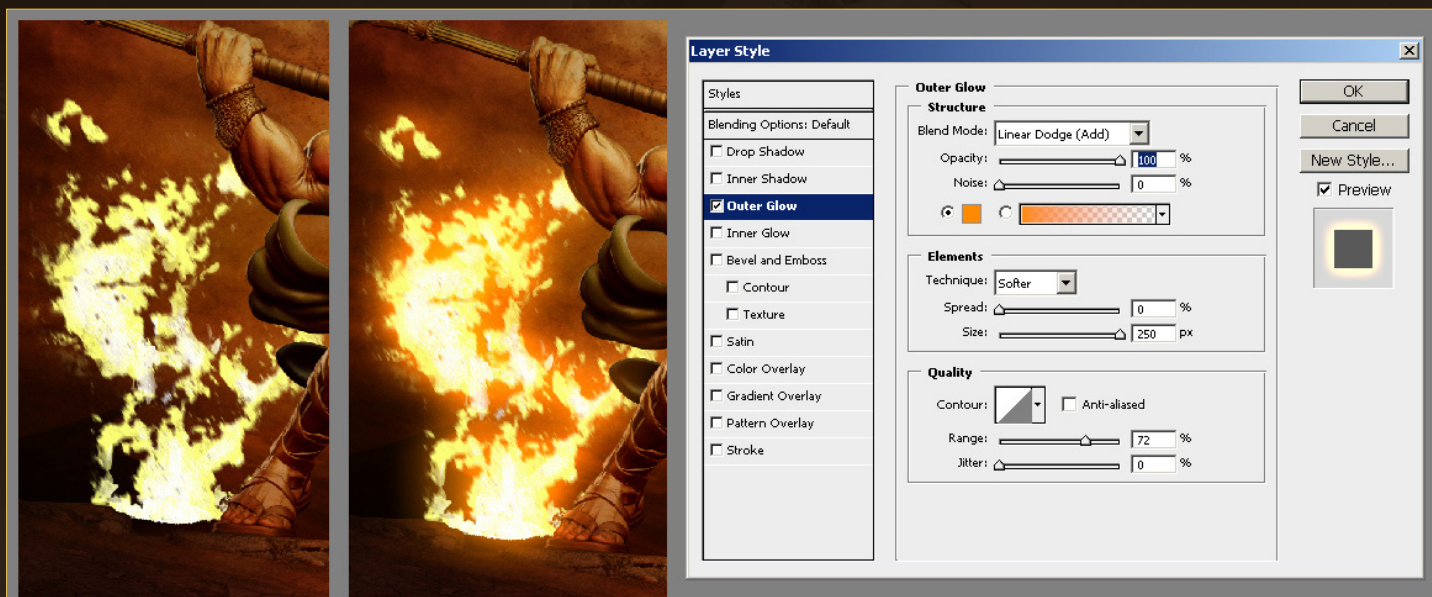 Layer Style
Styles
Blending Options: Default
Drop Shadow
Inner Shadow
Outer Glow
Inner Glow
Bevel and Emboss
Contour
Texture
Satin
Color Overlay
Gradient Overlay
Pattern Overlay
Stroke
Outer Glow
Structure
Blend Mode: Linear Dodge (Add)
Opacity: 100 %
Noise: 0 %
Elements
Technique: Softer
Spread: 0 %
Size: 250 px
Quality
Contour: Anti-aliased
Range: 72 %
Jitter: 0 %
OK
Cancel
New Style...
Preview